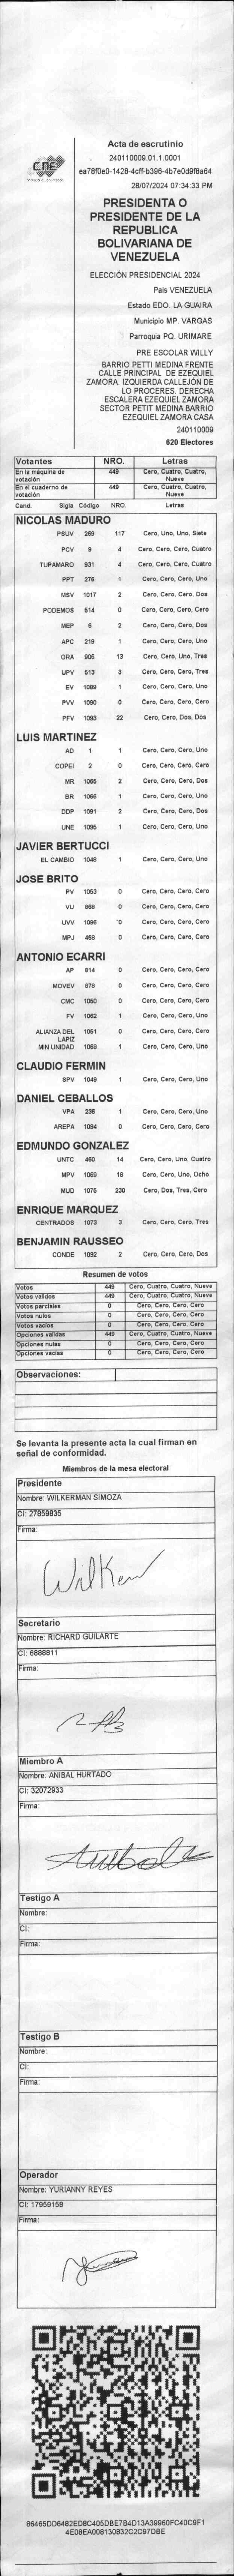 CNE
Acta de escrutinio
240110009.01.1.0001
ea78f0e0-1428-4cff-b396-4b7e0d9f8a64
28/07/2024 07:34:33 PM
PRESIDENTA O
PRESIDENTE DE LA
REPUBLICA
BOLIVARIANA DE
VENEZUELA
ELECCIÓN PRESIDENCIAL 2024
Pais VENEZUELA
Estado EDO. LA GUAIRA
Municipio MP. VARGAS
Parroquia PQ. URIMARE
PRE ESCOLAR WILLY
BARRIO PETTI MEDINA FRENTE
CALLE PRINCIPAL DE EZEQUIEL
ZAMORA IZQUIERDA CALLEJÓN DE
LO PROCERES. DERECHA
ESCALERA EZEQUIEL ZAMORA
SECTOR PETIT MEDINA BARRIO
EZEQUIEL ZAMORA CASA
240110009
620 Electores
Votantes NRO. Letras
En la máquina de votación 449 Cero, Cuatro, Cuatro, Nueve
En el cuaderno de votación 449 Cero, Cuatro, Cuatro, Nueve
Cand. Sigla Código NRO. Letras
NICOLAS MADURO
PSUV 269 117 Cero, Uno, Uno, Siete
PCV 9 4 Cero, Cero, Cero, Cuatro
TUPAMARO 931 4 Cero, Cero, Cero, Cuatro
PPT 276 1 Cero, Cero, Cero, Uno
MSV 1017 2 Cero, Cero, Cero, Dos
PODEMOS 514 0 Cero, Cero, Cero, Cero
MEP 6 2 Cero, Cero, Cero, Dos
APC 219 1 Cero, Cero, Cero, Uno
ORA 906 13 Cero, Cero, Uno, Tres
UPV 513 3 Cero, Cero, Cero, Tres
EV 1089 1 Cero, Cero, Cero, Uno
PVV 1090 0 Cero, Cero, Cero, Cero
PFV 1093 22 Cero, Cero, Dos, Dos
LUIS MARTINEZ
AD 1 1 Cero, Cero, Cero, Uno
COPEI 2 0 Cero, Cero, Cero, Cero
MR 1065 2 Cero, Cero, Cero, Dos
BR 1066 1 Cero, Cero, Cero, Uno
DDP 1091 2 Cero, Cero, Cero, Dos
UNE 1095 1 Cero, Cero, Cero, Uno
JAVIER BERTUCCI
EL CAMBIO 1048 1 Cero, Cero, Cero, Uno
JOSE BRITO
PV 1053 0 Cero, Cero, Cero, Cero
VU 868 0 Cero, Cero, Cero, Cero
UVV 1096 0 Cero, Cero, Cero, Cero
MPJ 458 0 Cero, Cero, Cero, Cero
ANTONIO ECARRI
AP 814 0 Cero, Cero, Cero, Cero
MOVEV 878 0 Cero, Cero, Cero, Cero
CMC 1050 0 Cero, Cero, Cero, Cero
FV 1062 1 Cero, Cero, Cero, Uno
ALIANZA DEL LAPIZ 1051 0 Cero, Cero, Cero, Cero
MIN UNIDAD 1069 1 Cero, Cero, Cero, Uno
CLAUDIO FERMIN
SPV 1049 1 Cero, Cero, Cero, Uno
DANIEL CEBALLOS
VPA 236 1 Cero, Cero, Cero, Uno
AREPA 1094 0 Cero, Cero, Cero, Cero
EDMUNDO GONZALEZ
UNTC 460 14 Cero, Cero, Uno, Cuatro
MPV 1059 18 Cero, Cero, Uno, Ocho
MUD 1075 230 Cero, Dos, Tres, Cero
ENRIQUE MARQUEZ
CENTRADOS 1073 3 Cero, Cero, Cero, Tres
BENJAMIN RAUSSEO
CONDE 1092 2 Cero, Cero, Cero, Dos
Resumen de votos
Votos 449 Cero, Cuatro, Cuatro, Nueve
Votos validos 449 Cero, Cuatro, Cuatro, Nueve
Votos parciales 0 Cero, Cero, Cero, Cero
Votos nulos 0 Cero, Cero, Cero, Cero
Votos vacios 0 Cero, Cero, Cero, Cero
Opciones validas 449 Cero, Cuatro, Cuatro, Nueve
Opciones nulas 0 Cero, Cero, Cero, Cero
Opciones vacias 0 Cero, Cero, Cero, Cero
Observaciones:
Se levanta la presente acta la cual firman en
señal de conformidad.
Miembros de la mesa electoral
Presidente
Nombre: WILKERMAN SIMOZA
CI: 27859835
Firma:
Wilker
Secretario
Nombre: RICHARD GUILARTE
CI: 6888811
Firma:
Miembro A
Nombre: ANIBAL HURTADO
CI: 32072933
Firma:
Testigo A
Nombre:
CI:
Firma:
Testigo B
Nombre:
CI:
Firma:
Operador
Nombre: YURIANNY REYES
CI: 17959158
Firma:
86465DD6482ED8C405DBE7B4D13A39960FC40C9F1
4E08EA008130B32C2C97DBE